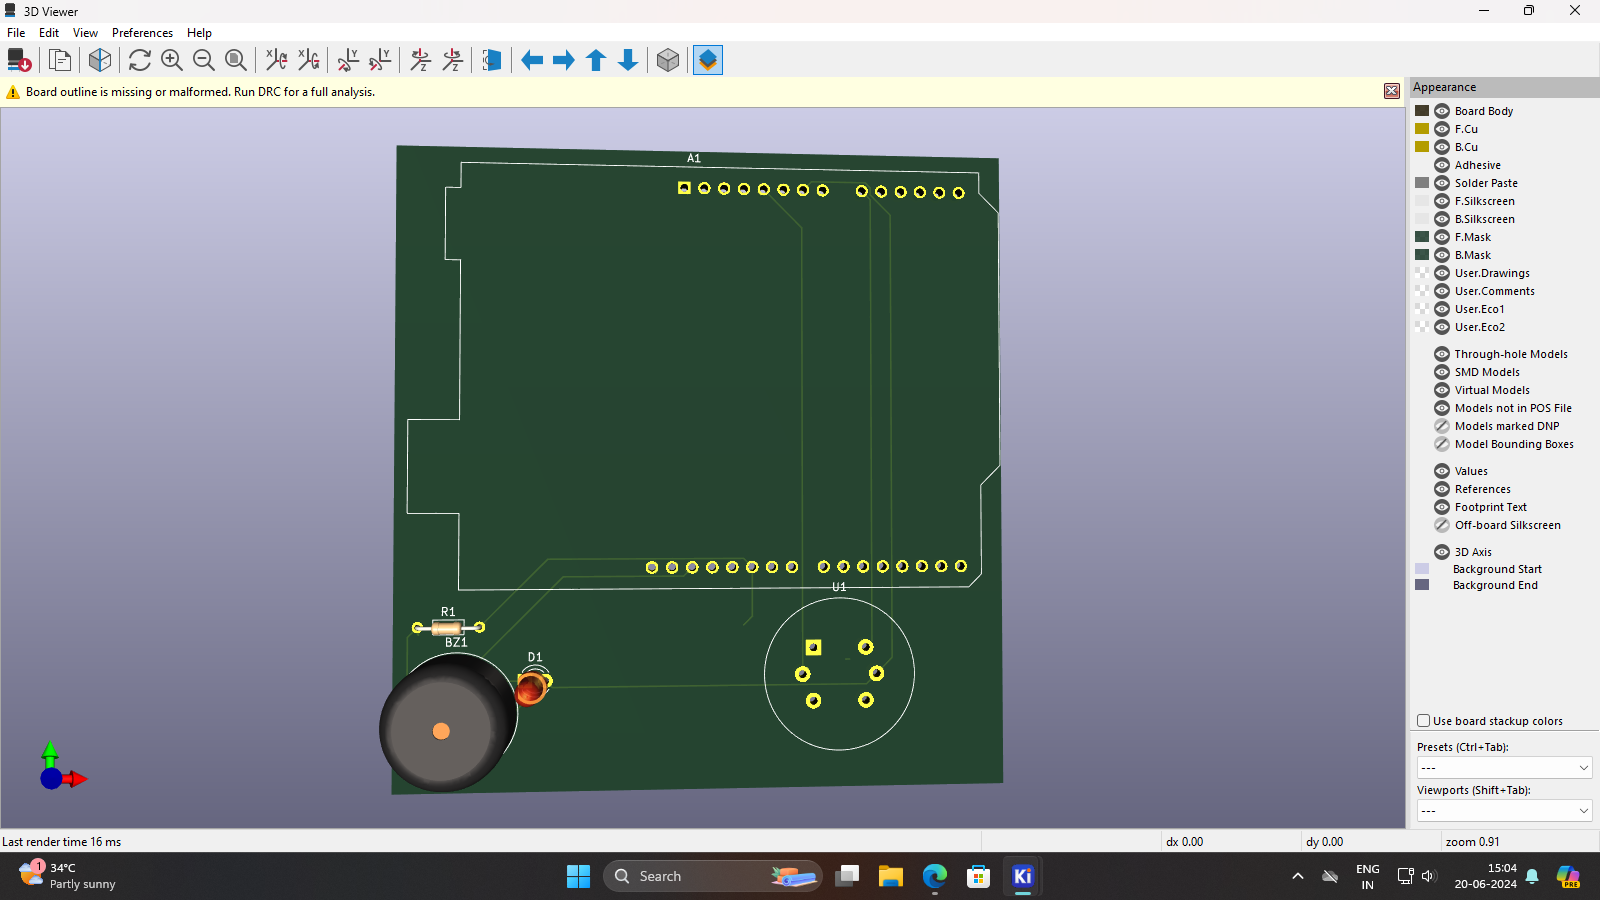 3D Viewer
File Edit View Preferences Help
Board outline is missing or malformed. Run DRC for a full analysis.
A1
U1
R1
BZ1
D1
Appearance
Board Body
F.Cu
B.Cu
Adhesive
Solder Paste
F.Silkscreen
B.Silkscreen
F.Mask
B.Mask
User.Drawings
User.Comments
User.Eco1
User.Eco2
Through-hole Models
SMD Models
Virtual Models
Models not in POS File
Models marked DNP
Model Bounding Boxes
Values
References
Footprint Text
Off-board Silkscreen
3D Axis
Background Start
Background End
Use board stackup colors
Presets (Ctrl+Tab):
---
Viewports (Shift+Tab):
---
Last render time 16 ms
dx 0.00
dy 0.00
zoom 0.91
1
34°C
Partly sunny
Search
Ki
ENG
IN
15:04
20-06-2024
PRE